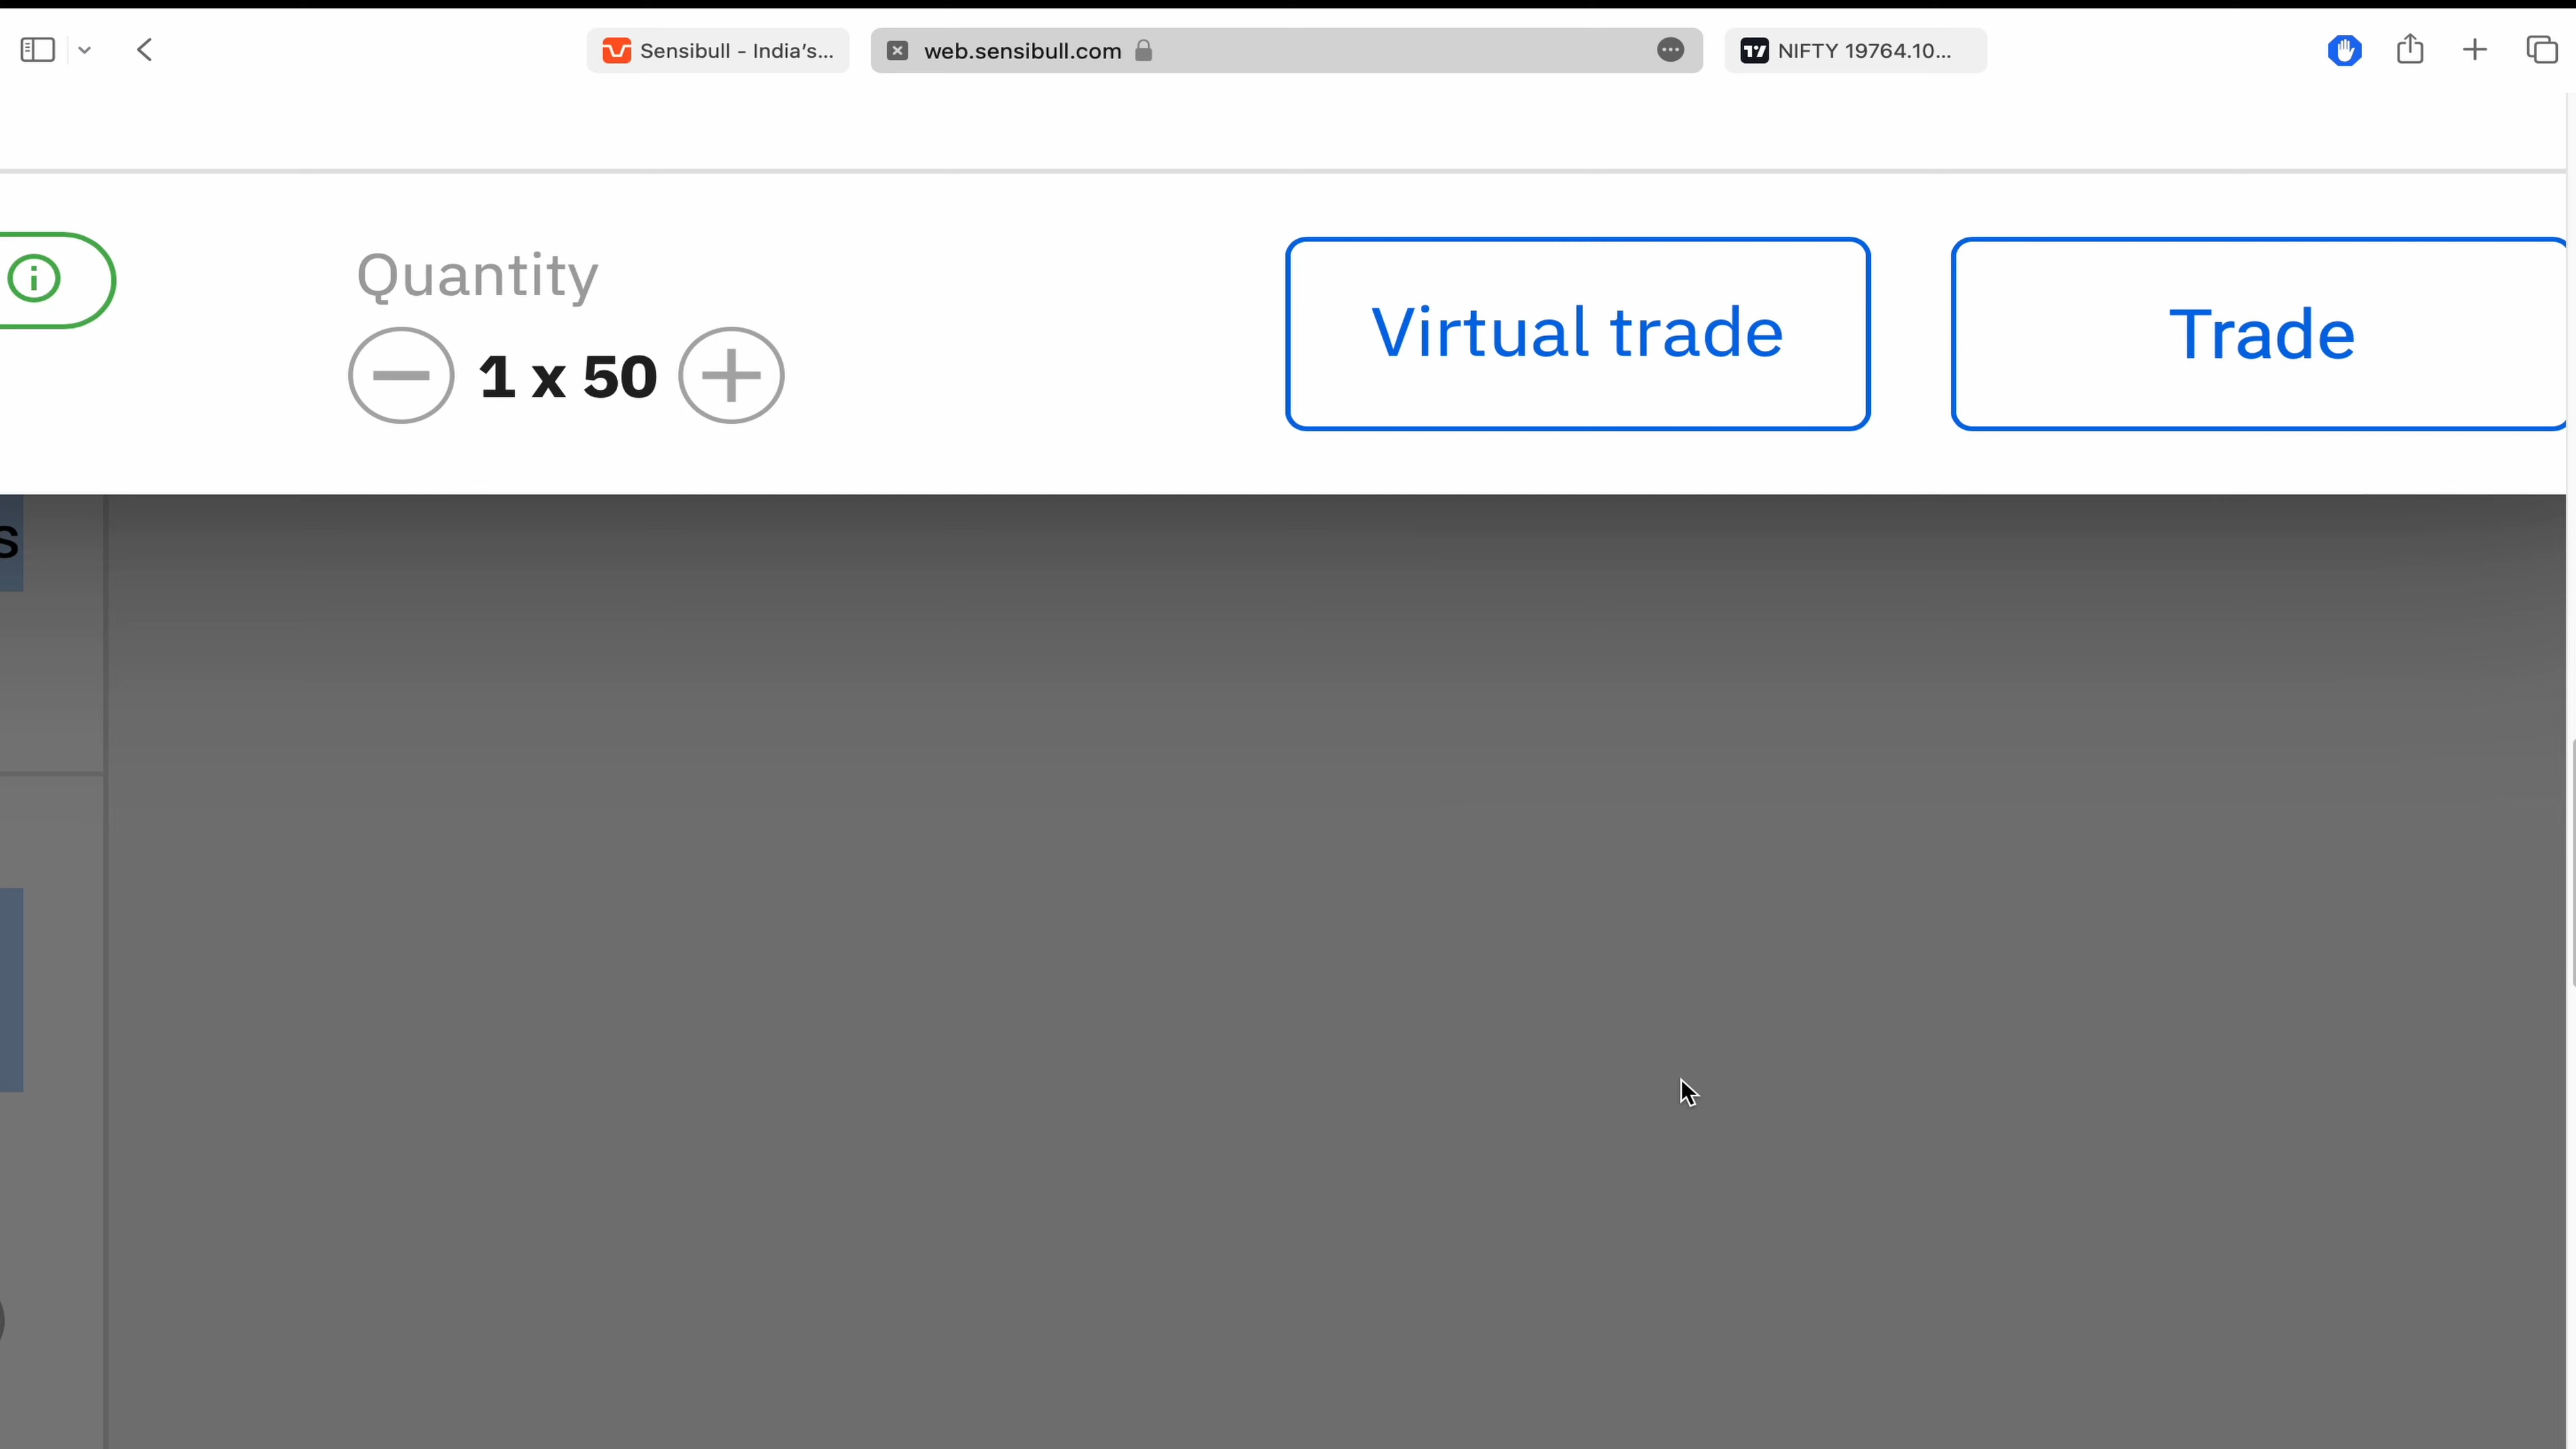 Sensibull - India's...
web.sensibull.com
NIFTY 19764.10...
Quantity
1 x 50
Virtual trade
Trade
s